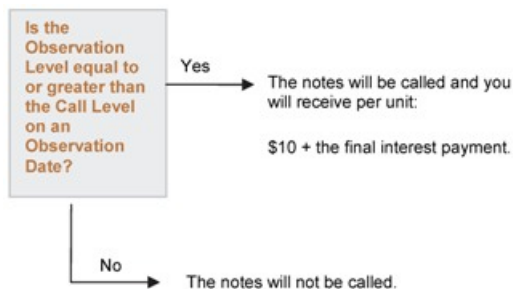 Is the
Observation
Level equal to
or greater than
the Call Level
on an
Observation
Date?
Yes
The notes will be called and you
will receive per unit:
$10 + the final interest payment.
No
The notes will not be called.